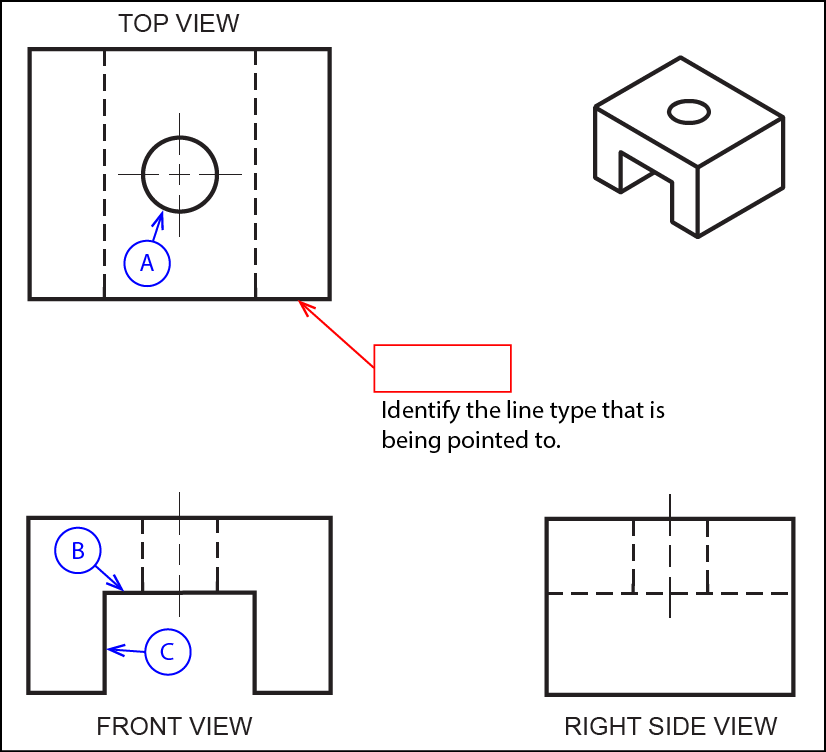 TOP VIEW
A
Identify the line type that is
being pointed to.
B
C
FRONT VIEW
RIGHT SIDE VIEW